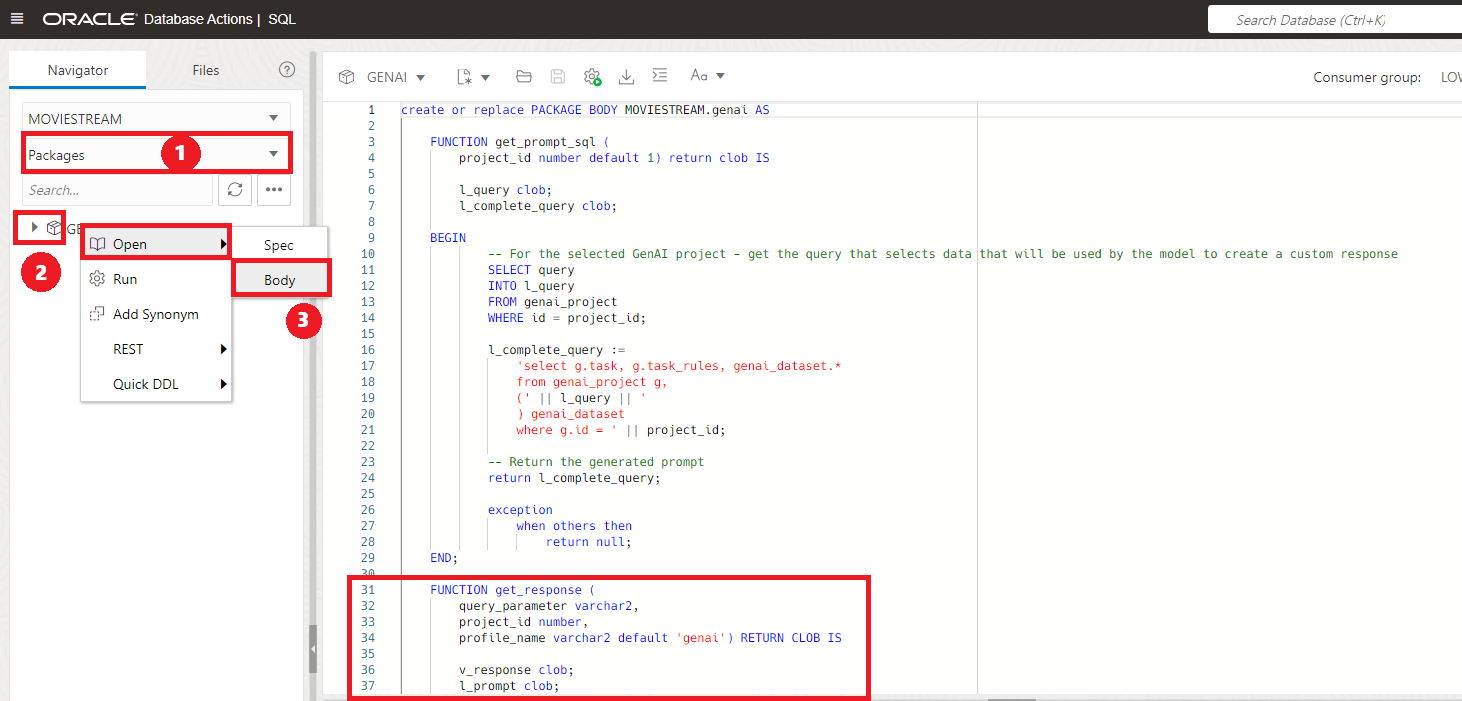 ORACLE Database Actions | SQL
Search Database (Ctrl+K)
Navigator
Files
?
MOVIESTREAM
Packages
1
Search...
GE
2
Open
Spec
Body
3
Run
Add Synonym
REST
Quick DDL
GENAI
Aa
Consumer group: LOW
1 create or replace PACKAGE BODY MOVIESTREAM.genai AS
2
3 FUNCTION get_prompt_sql (
4 project_id number default 1) return clob IS
5
6 l_query clob;
7 l_complete_query clob;
8
9 BEGIN
10 -- For the selected GenAI project - get the query that selects data that will be used by the model to create a custom response
11 SELECT query
12 INTO l_query
13 FROM genai_project
14 WHERE id = project_id;
15
16 l_complete_query :=
17 'select g.task, g.task_rules, genai_dataset.*
18 from genai_project g,
19 (' || l_query || '
20 ) genai_dataset
21 where g.id = ' || project_id;
22
23 -- Return the generated prompt
24 return l_complete_query;
25
26 exception
27 when others then
28 return null;
29 END;
30
31 FUNCTION get_response (
32 query_parameter varchar2,
33 project_id number,
34 profile_name varchar2 default 'genai') RETURN CLOB IS
35
36 v_response clob;
37 l_prompt clob;